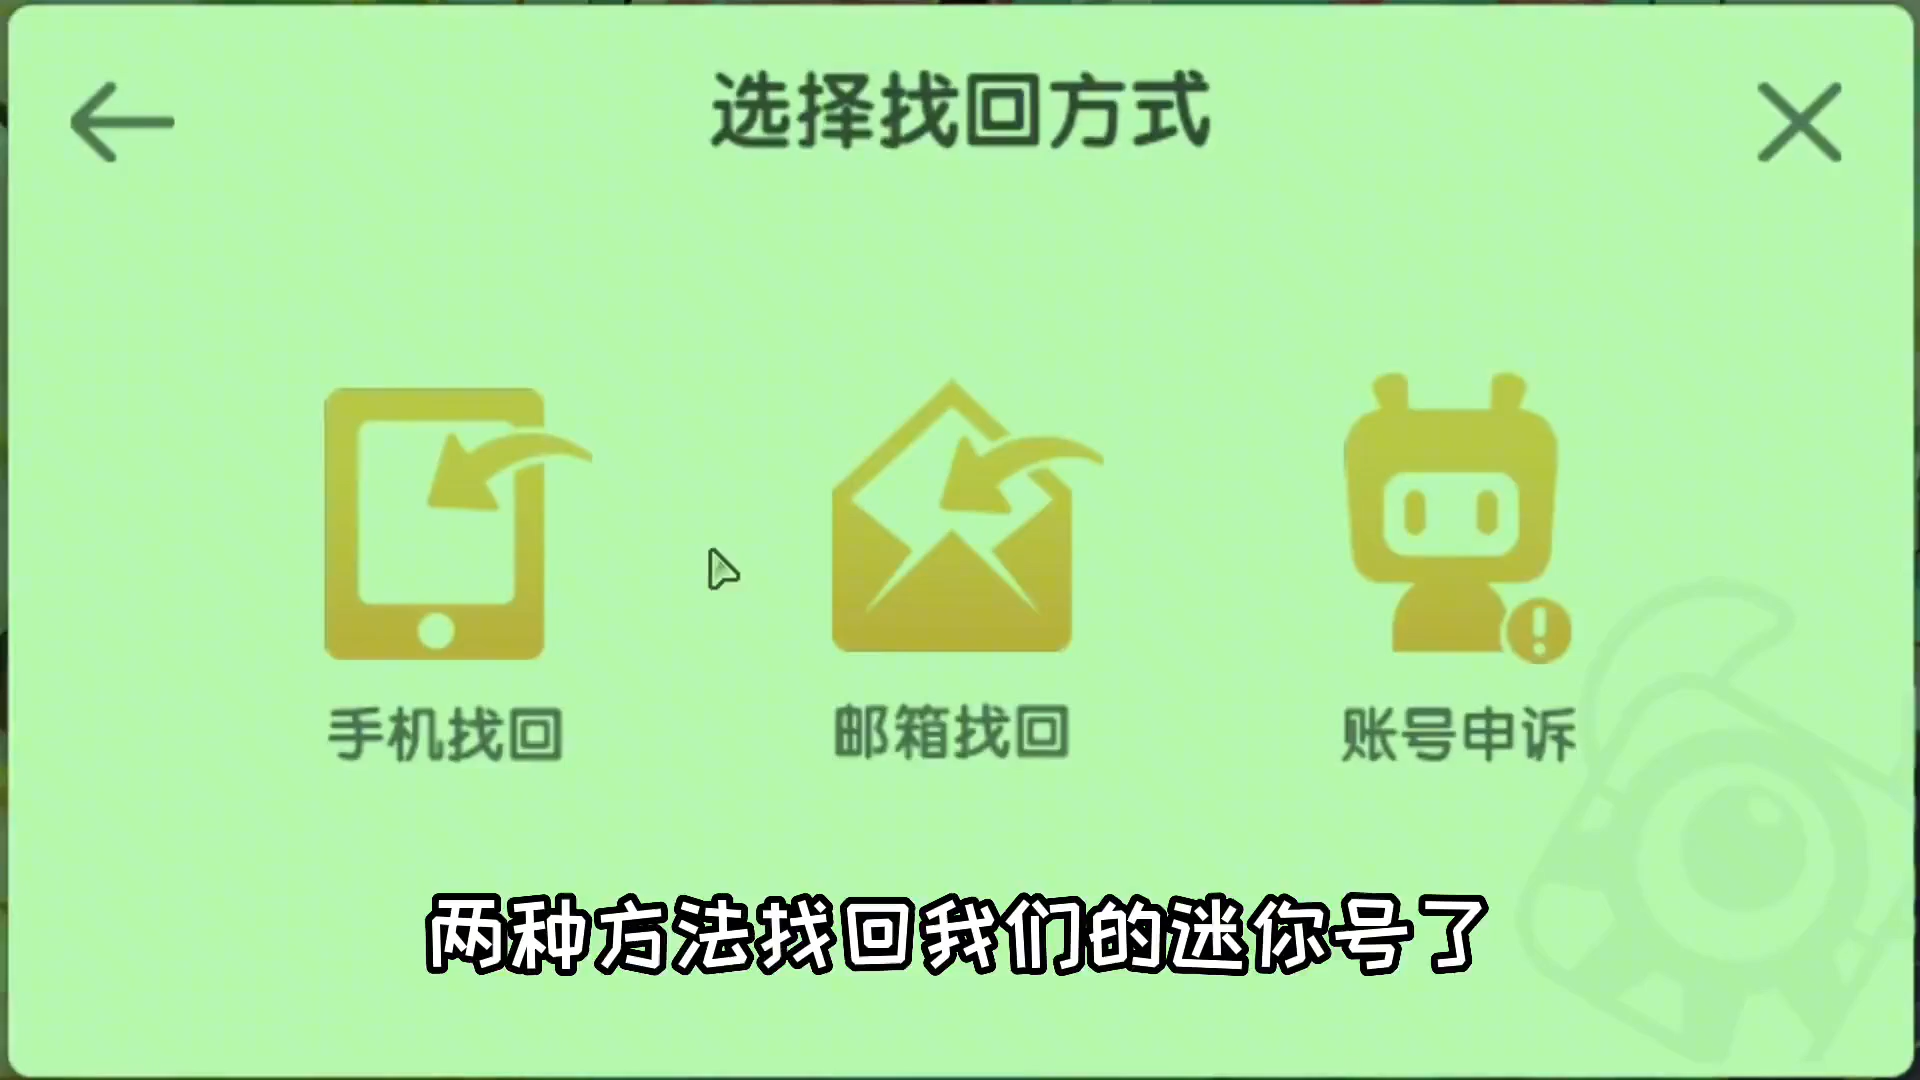 选择找回方式
手机找回
邮箱找回
账号申诉
两种方法找回我们的迷你号了